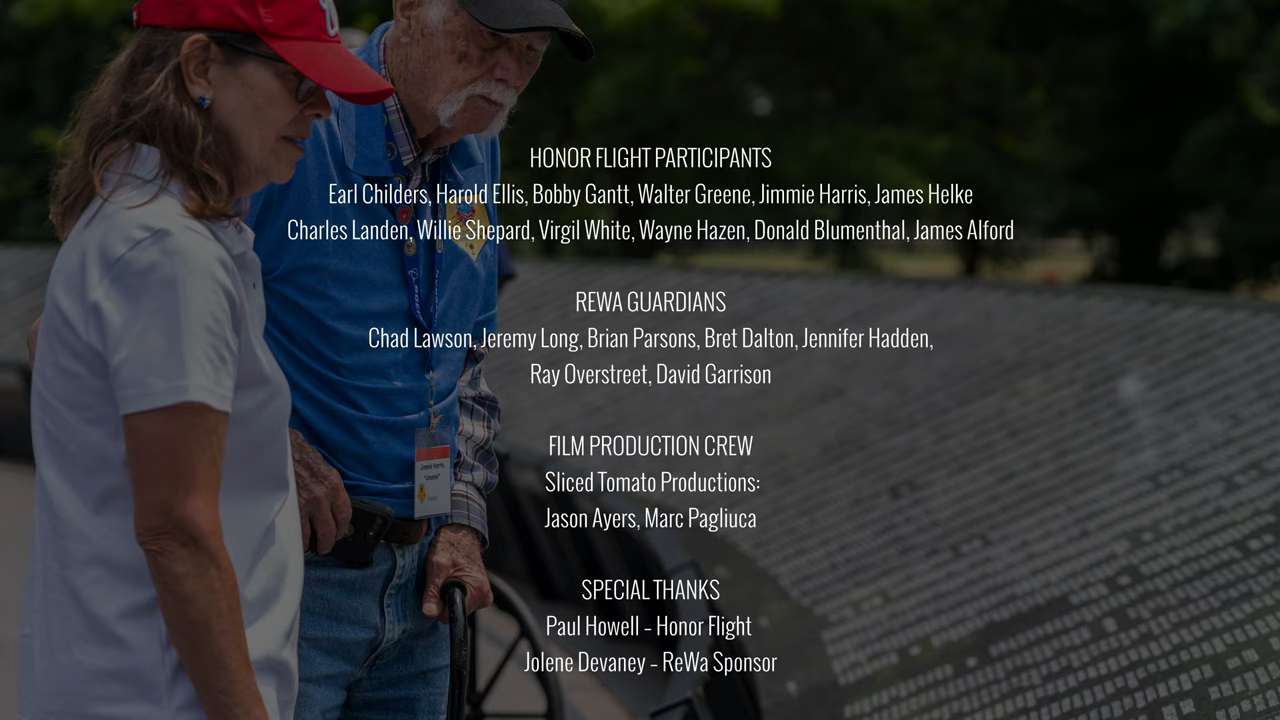 HONOR FLIGHT PARTICIPANTS
Earl Childers, Harold Ellis, Bobby Gantt, Walter Greene, Jimmie Harris, James Helke
Charles Landen, Willie Shepard, Virgil White, Wayne Hazen, Donald Blumenthal, James Alford
REWA GUARDIANS
Chad Lawson, Jeremy Long, Brian Parsons, Bret Dalton, Jennifer Hadden,
Ray Overstreet, David Garrison
Jimmie Harris
"Jimmie"
FILM PRODUCTION CREW
Sliced Tomato Productions:
Jason Ayers, Marc Pagliuca
SPECIAL THANKS
Paul Howell – Honor Flight
Jolene Devaney – ReWa Sponsor